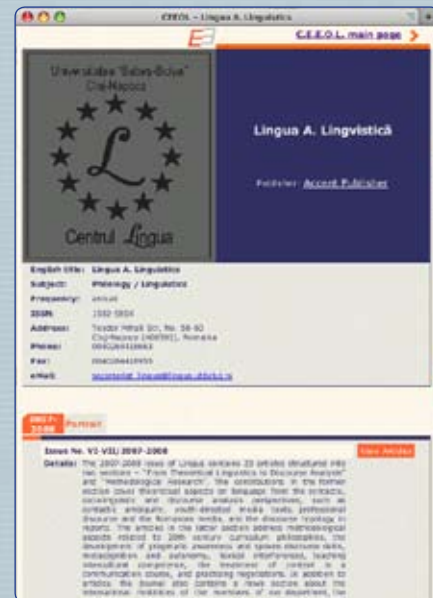 CEEOL - Lingua A. Linguistics
C.E.E.O.L. main page
Universitatea "Babes-Bolyai"
Cluj-Napoca
L
Centrul Lingua
Lingua A. Lingvistică
Publisher: Accent Publisher
English title: Lingua A. Linguistics
Subject: Philology / Linguistics
Frequency: annual
ISSN:
Address: Teodor Mihali Str, No. 58-60
Cluj-Napoca, Romania
Phone:
Fax:
eMail:
2007-
2008
Portrait
Issue No. VI-VII/2007-2008
View Articles
Details: The 2007-2008 issue of Lingua contains 23 articles structured into
two sections - "From Theoretical Linguistics to Discourse Analysis"
and "Methodological Research". The contributions in the former
section cover theoretical aspects on language from the syntactic,
sociolinguistic and discourse analysis perspectives, such as
syntactic ambiguity, youth-directed media texts, professional
discourse and the Romanian media, and the discourse typology in
reports. The articles in the latter section address methodological
aspects related to 20th century curriculum philosophies, the
development of pragmatic awareness and spoken discourse skills,
metacognition and autonomy, lexical interferences, teaching
intercultural competence, the treatment of control in a
communication course, and practising negotiations. In addition to
articles, the journal also contains a news section about the
international mobilities of the members of our department, the